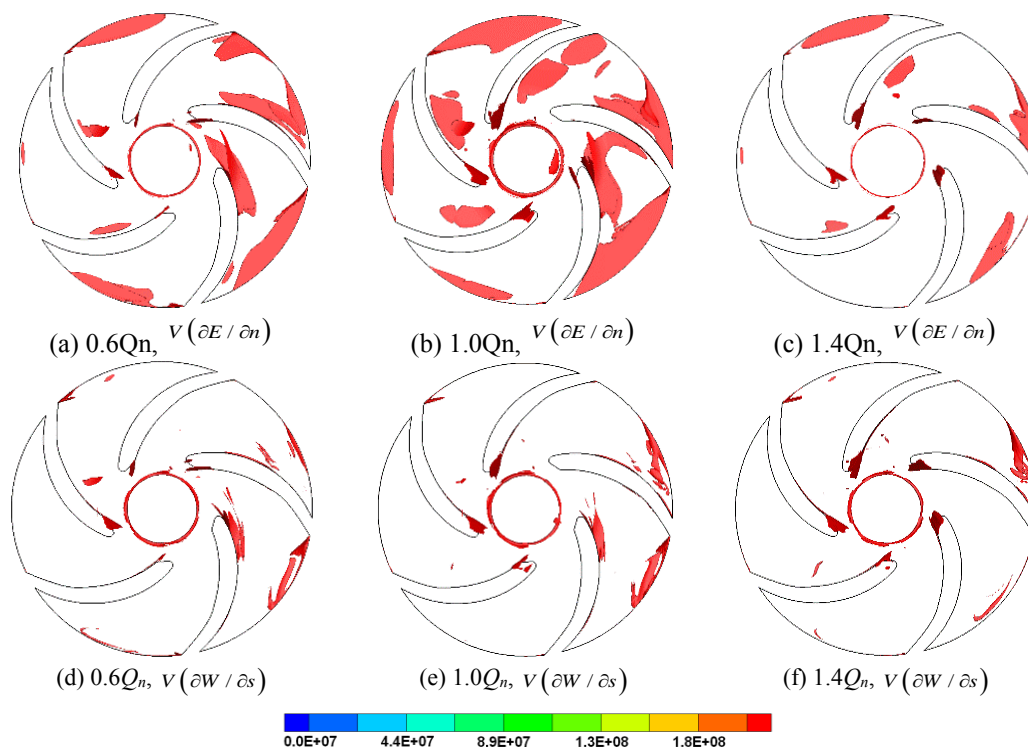 (a) 0.6Qn, V(∂E / ∂n)
(b) 1.0Qn, V(∂E / ∂n)
(c) 1.4Qn, V(∂E / ∂n)
(d) 0.6Qn, V(∂W / ∂s)
(e) 1.0Qn, V(∂W / ∂s)
(f) 1.4Qn, V(∂W / ∂s)
0.0E+07 4.4E+07 8.9E+07 1.3E+08 1.8E+08